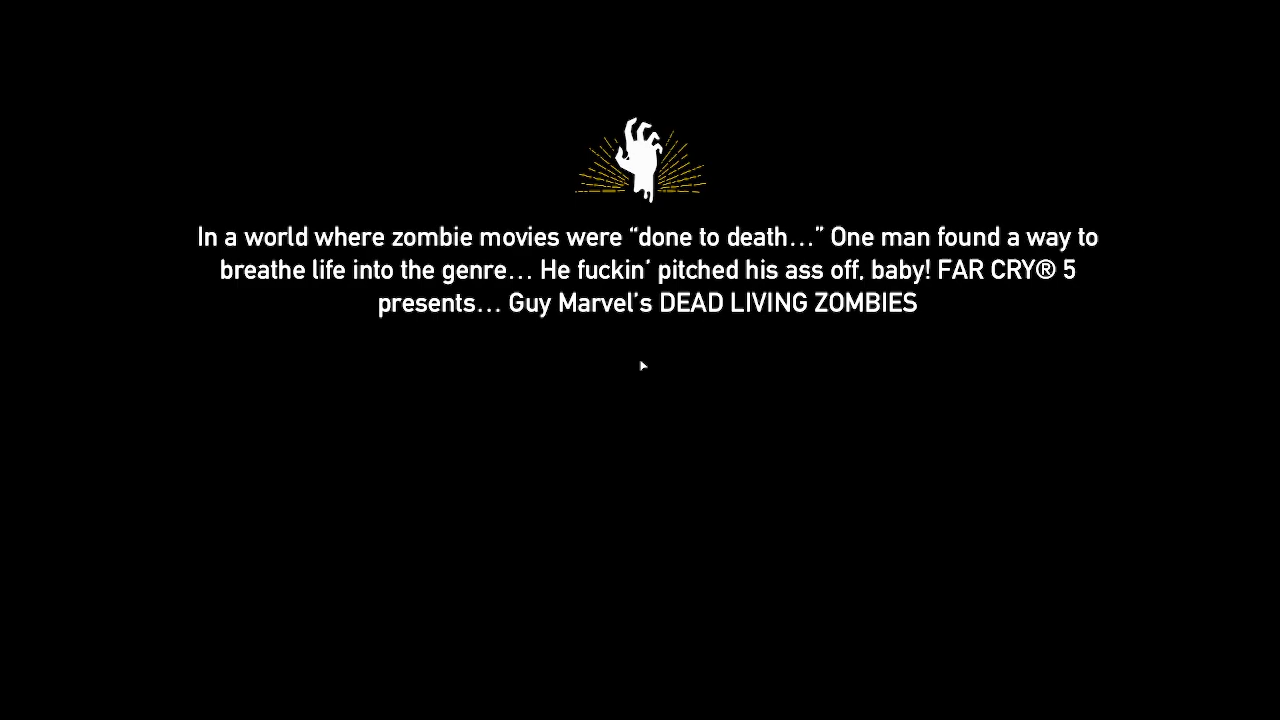 In a world where zombie movies were “done to death…” One man found a way to
breathe life into the genre… He fuckin’ pitched his ass off, baby! FAR CRY® 5
presents… Guy Marvel’s DEAD LIVING ZOMBIES